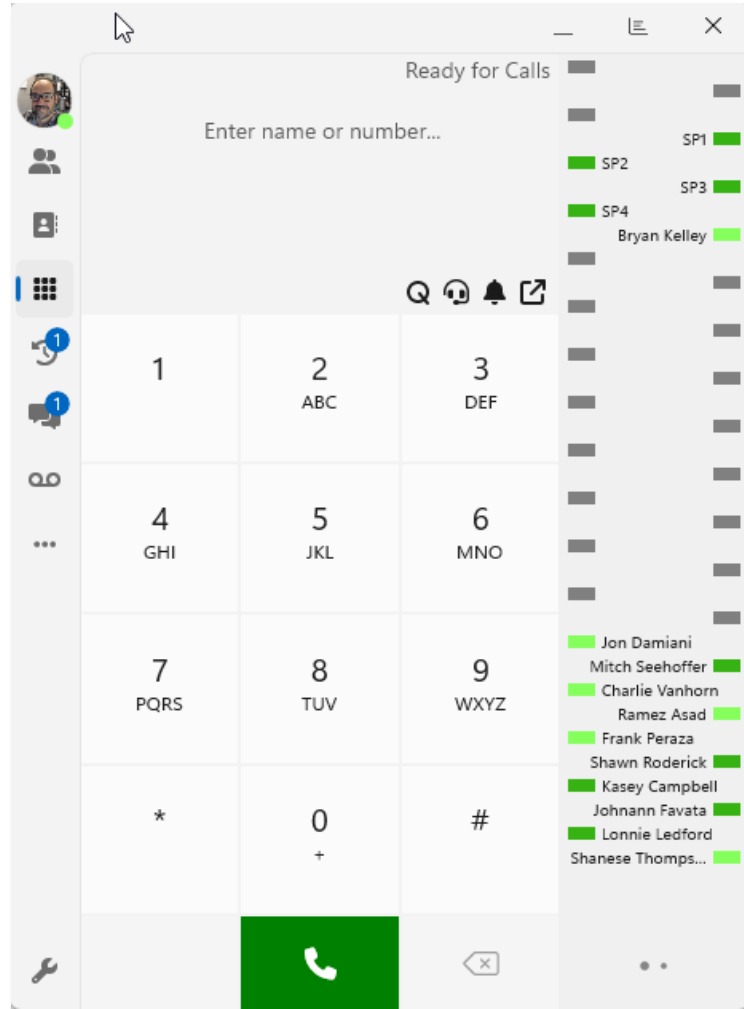 Ready for Calls
Enter name or number...
SP1
SP2
SP3
SP4
Bryan Kelley
1
1
1
2
ABC
3
DEF
4
GHI
5
JKL
6
MNO
7
PQRS
8
TUV
9
WXYZ
*
0
+
#
Jon Damiani
Mitch Seehoffer
Charlie Vanhorn
Ramez Asad
Frank Peraza
Shawn Roderick
Kasey Campbell
Johnann Favata
Lonnie Ledford
Shanese Thomps...